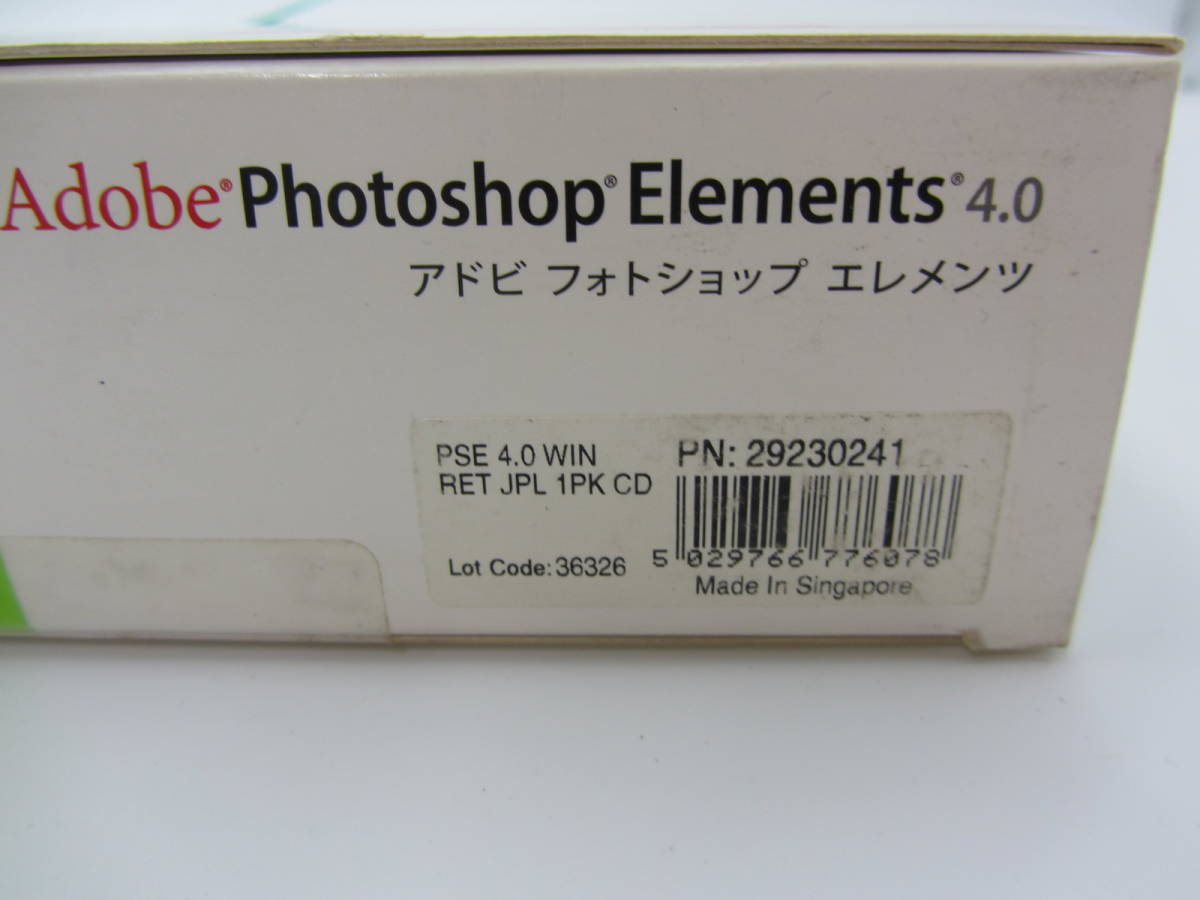 Adobe® Photoshop® Elements® 4.0
アドビ フォトショップ エレメンツ
PSE 4.0 WIN
RET JPL 1PK CD
PN: 29230241
5 029766 776078
Lot Code: 36326
Made In Singapore